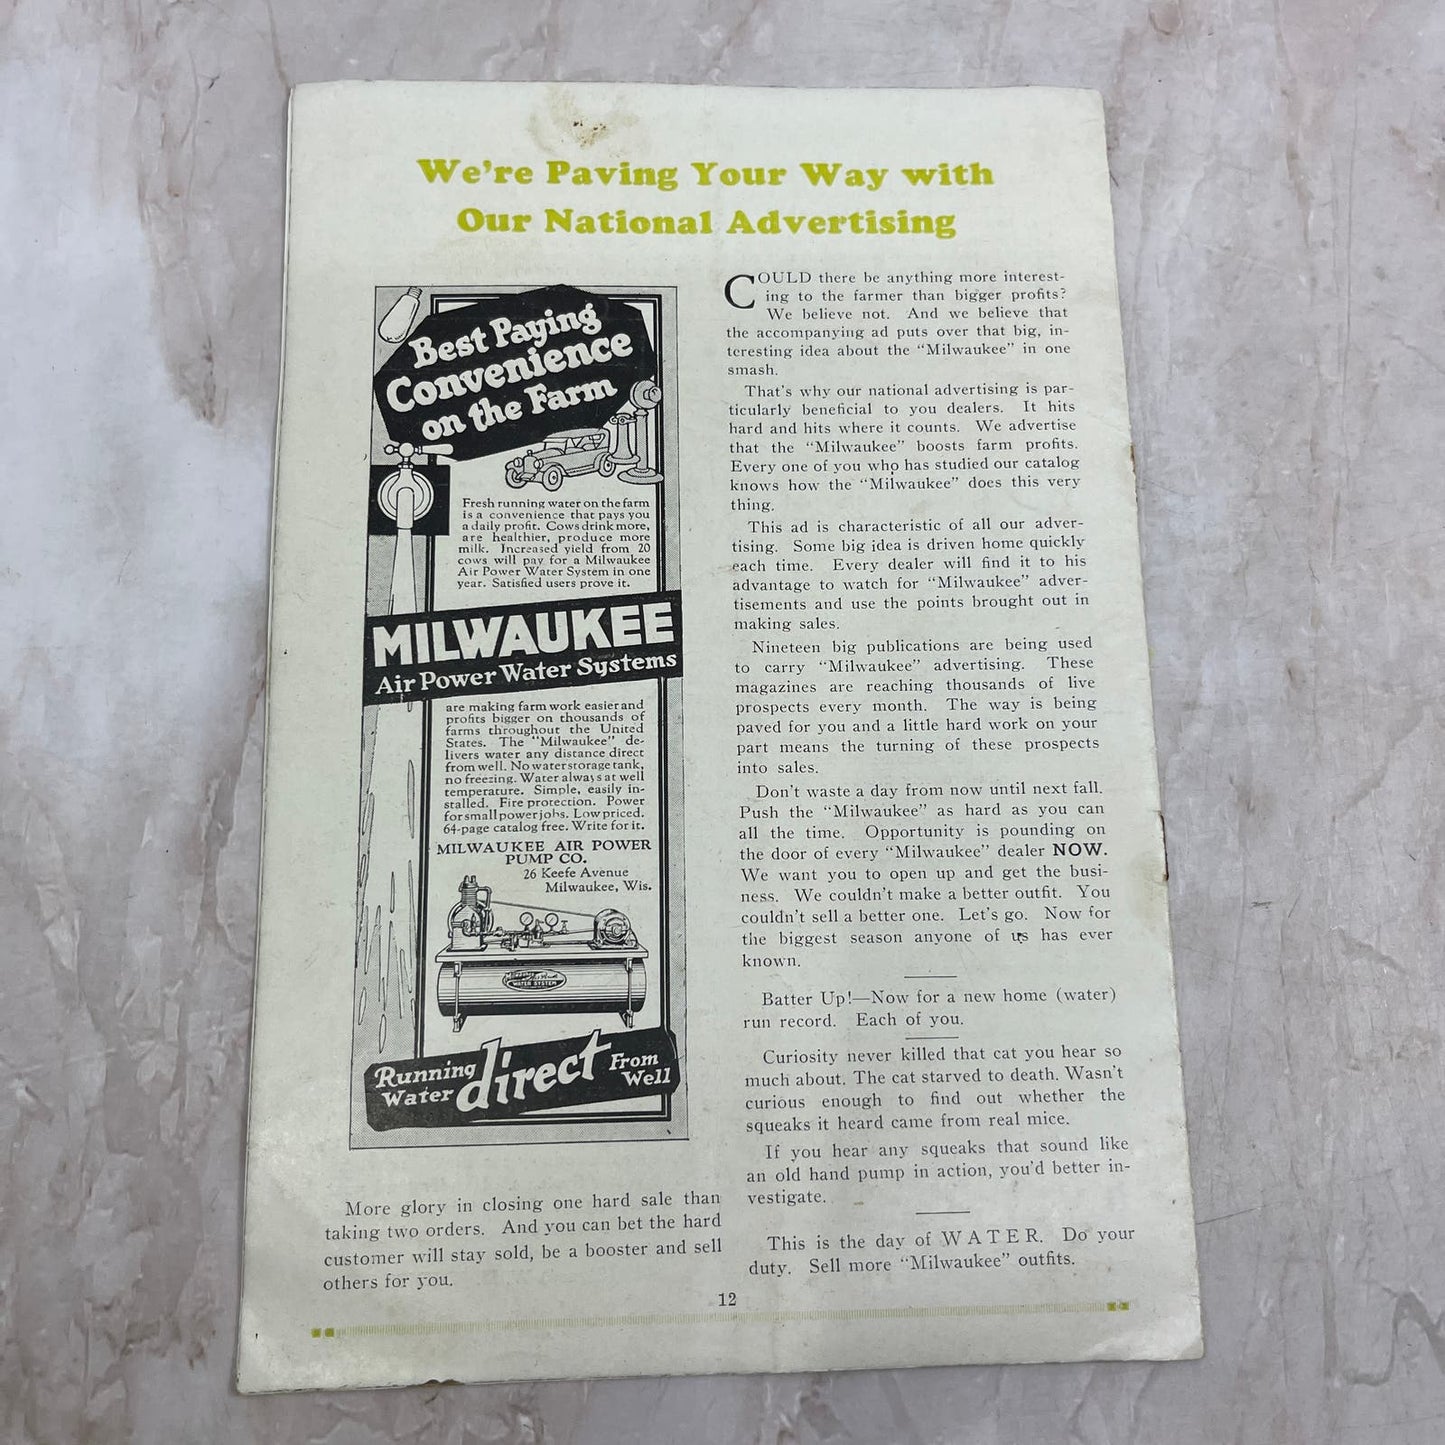 We're Paving Your Way with
Our National Advertising
Best Paying
Convenience
on the Farm
Fresh running water on the farm
is a convenience that pays you
a daily profit. Cows drink more,
are healthier, produce more
milk. Increased yield from 20
cows will pay for a Milwaukee
Air Power Water System in one
year. Satisfied users prove it.
MILWAUKEE
Air Power Water Systems
are making farm work easier and
profits bigger on thousands of
farms throughout the United
States. The "Milwaukee" de-
livers water any distance direct
from well. No water storage tank,
no freezing. Water always at well
temperature. Simple, easily in-
stalled. Fire protection. Power
for small power jobs. Low priced.
64-page catalog free. Write for it.
MILWAUKEE AIR POWER
PUMP CO.
26 Keefe Avenue
Milwaukee, Wis.
WATER SYSTEM
Running
Water
direct
From
Well
More glory in closing one hard sale than
taking two orders. And you can bet the hard
customer will stay sold, be a booster and sell
others for you.
COULD there be anything more interest-
ing to the farmer than bigger profits?
We believe not. And we believe that
the accompanying ad puts over that big, in-
teresting idea about the "Milwaukee" in one
smash.
That's why our national advertising is par-
ticularly beneficial to you dealers. It hits
hard and hits where it counts. We advertise
that the "Milwaukee" boosts farm profits.
Every one of you who has studied our catalog
knows how the "Milwaukee" does this very
thing.
This ad is characteristic of all our adver-
tising. Some big idea is driven home quickly
each time. Every dealer will find it to his
advantage to watch for "Milwaukee" adver-
tisements and use the points brought out in
making sales.
Nineteen big publications are being used
to carry "Milwaukee" advertising. These
magazines are reaching thousands of live
prospects every month. The way is being
paved for you and a little hard work on your
part means the turning of these prospects
into sales.
Don't waste a day from now until next fall.
Push the "Milwaukee" as hard as you can
all the time. Opportunity is pounding on
the door of every "Milwaukee" dealer NOW.
We want you to open up and get the busi-
ness. We couldn't make a better outfit. You
couldn't sell a better one. Let's go. Now for
the biggest season anyone of us has ever
known.
Batter Up!—Now for a new home (water)
run record. Each of you.
Curiosity never killed that cat you hear so
much about. The cat starved to death. Wasn't
curious enough to find out whether the
squeaks it heard came from real mice.
If you hear any squeaks that sound like
an old hand pump in action, you'd better in-
vestigate.
This is the day of WATER. Do your
duty. Sell more "Milwaukee" outfits.
12